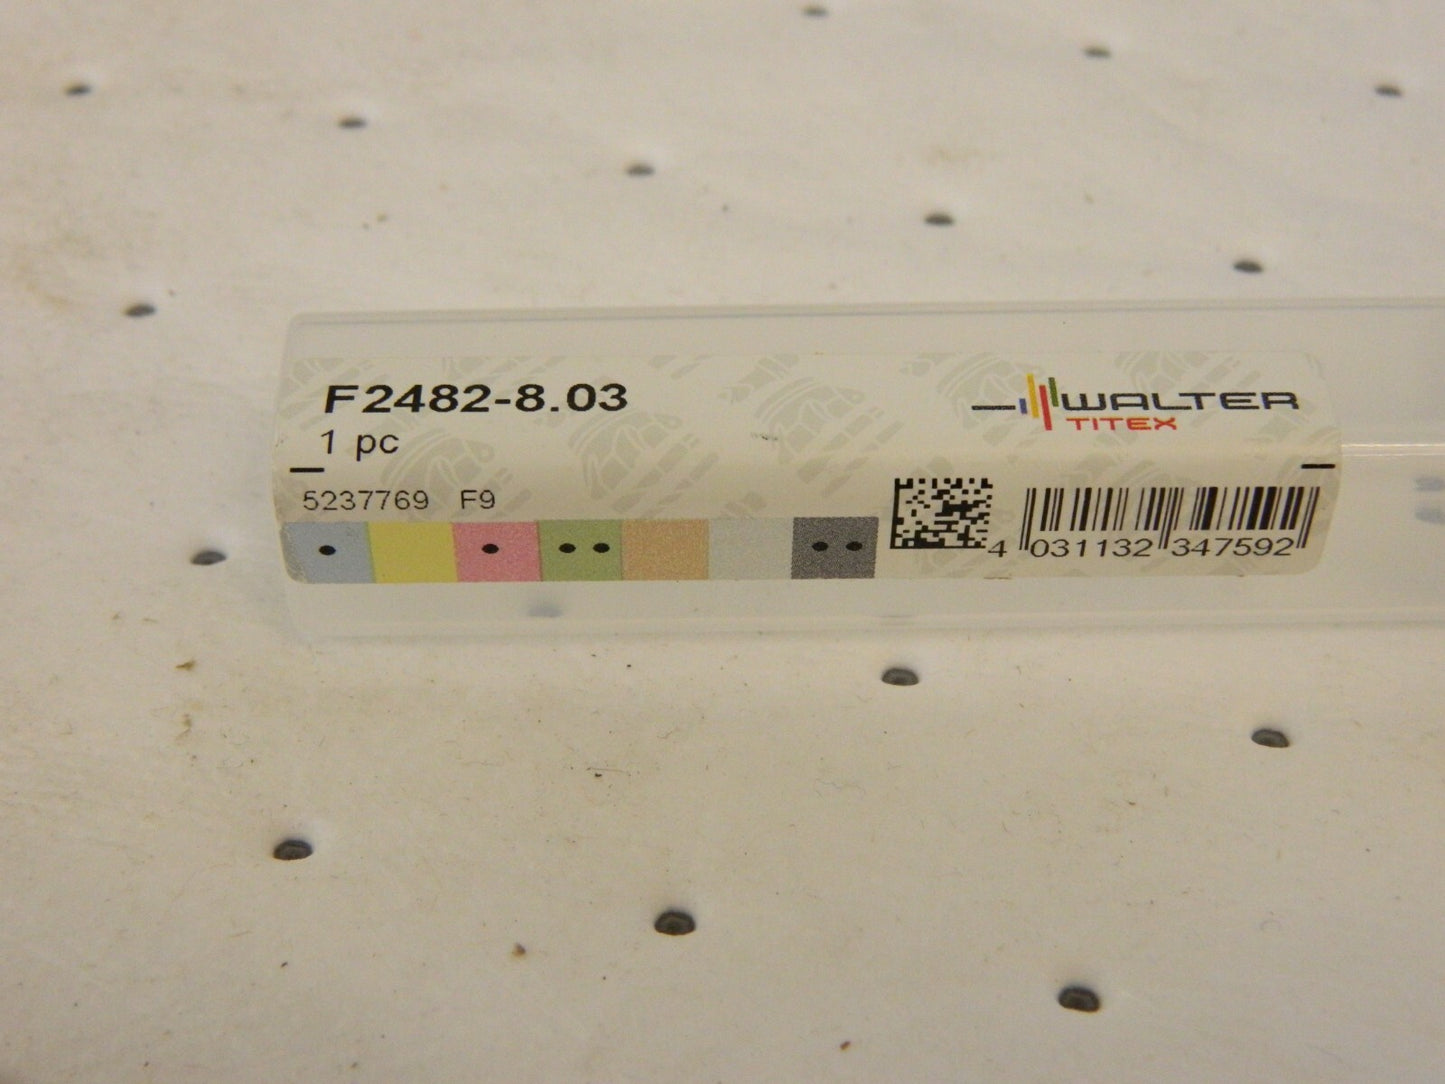 F2482-8.03
1 pc
5237769 F9
WALTER
TITEX
4 031132 347592